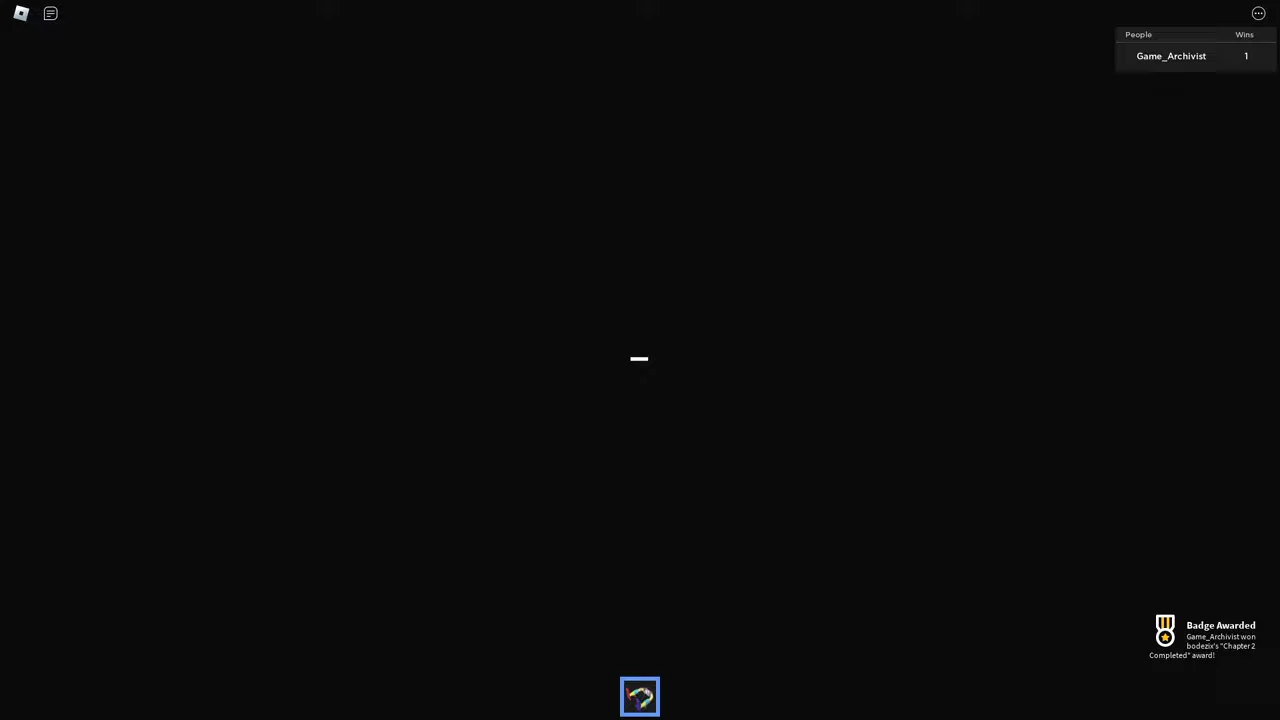 People Wins
Game_Archivist 1
Badge Awarded
Game_Archivist won
bodezix's "Chapter 2
Completed" award!